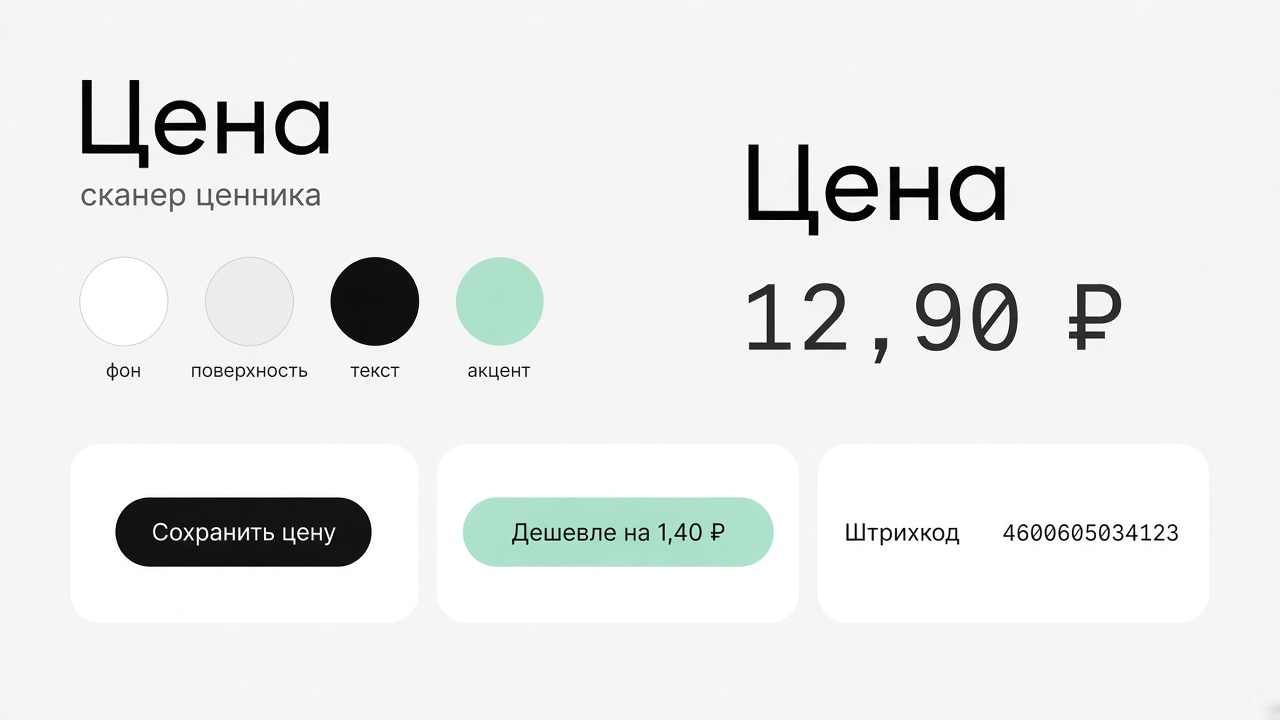 Цена
сканер ценника
фон
поверхность
текст
акцент
Цена
12,90 ₽
Сохранить цену
Дешевле на 1,40 ₽
Штрихкод 4600605034123